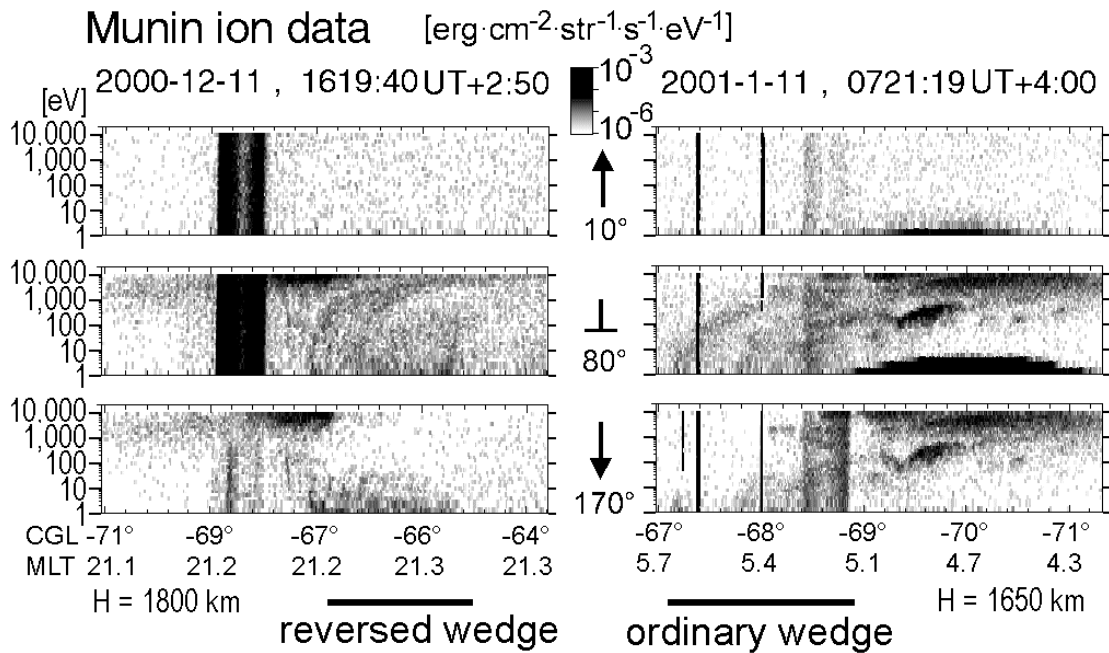 Munin ion data [erg·cm-2·str-1·s-1·eV-1]
2000-12-11 , 1619:40 UT+2:50
10-3
10-6
2001-1-11 , 0721:19 UT+4:00
[eV]
10,000
1,000
100
10
1
10°
10,000
1,000
100
10
1
80°
10,000
1,000
100
10
1
170°
CGL -71° -69° -67° -66° -64° -67° -68° -69° -70° -71°
MLT 21.1 21.2 21.2 21.3 21.3 5.7 5.4 5.1 4.7 4.3
H = 1800 km H = 1650 km
reversed wedge ordinary wedge